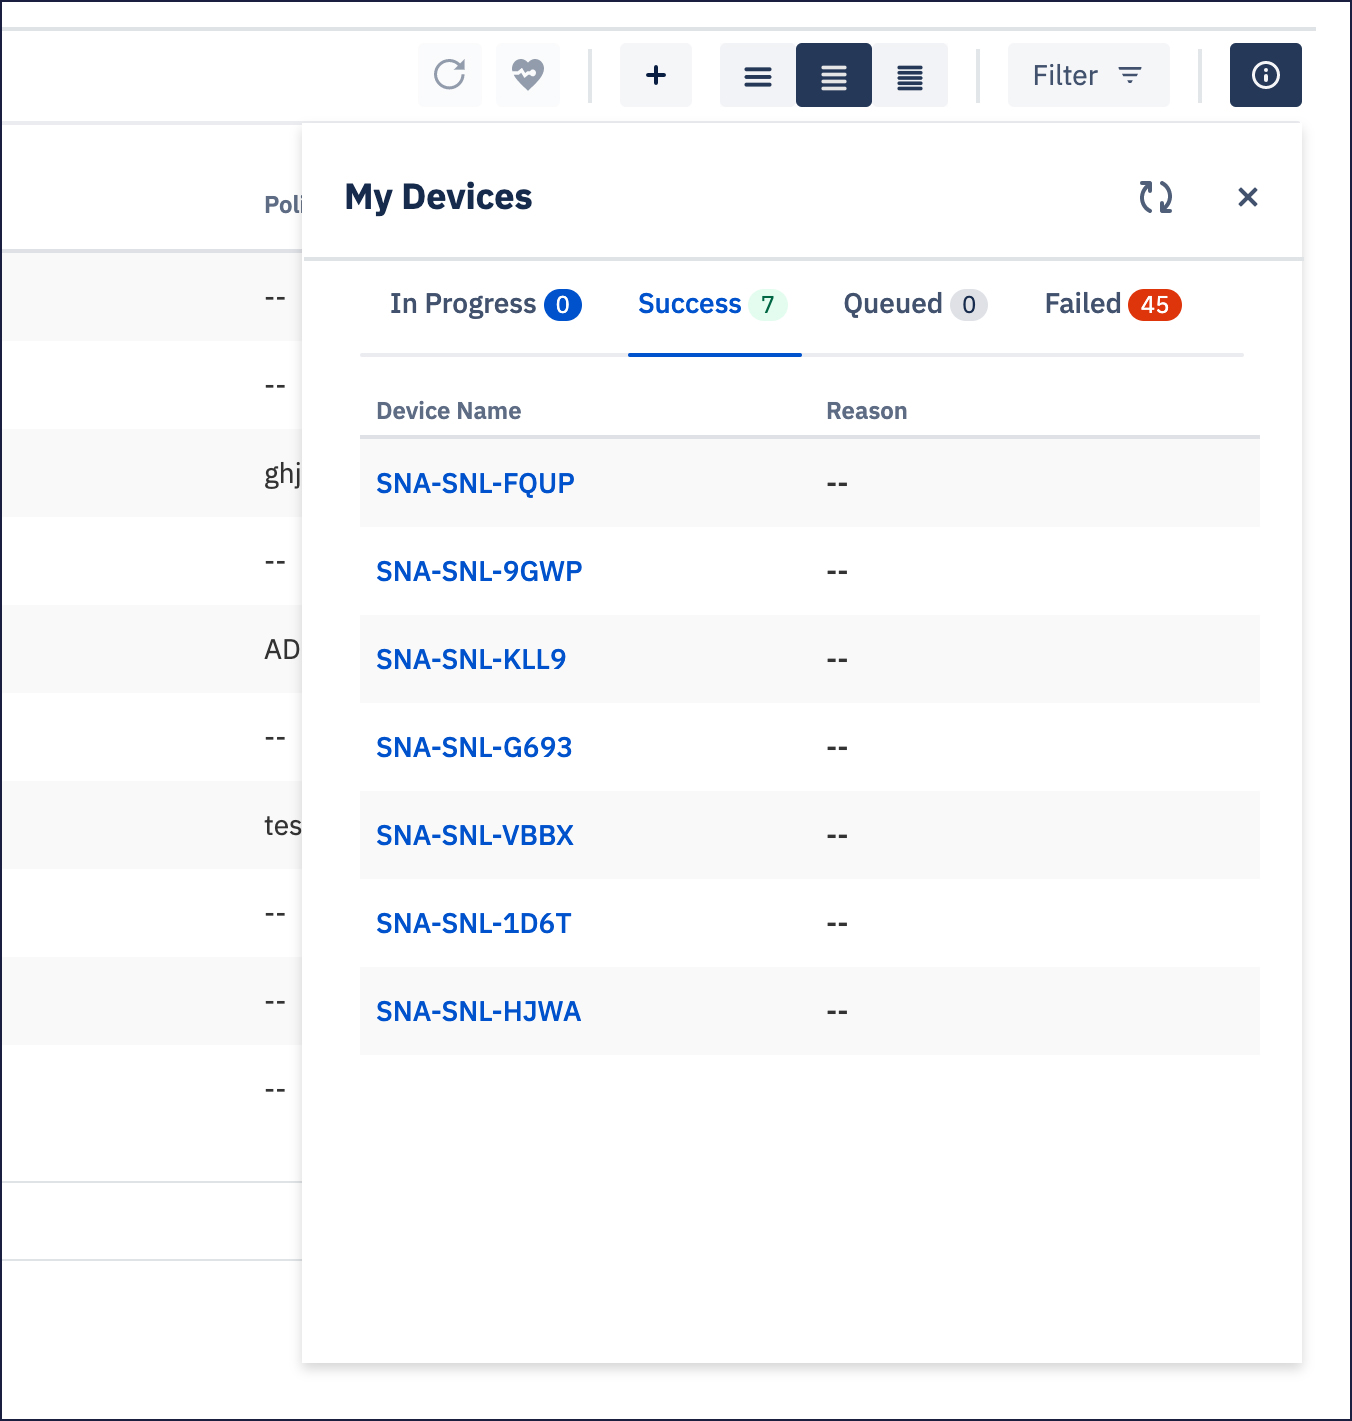 Filter
My Devices
In Progress 0 Success 7 Queued 0 Failed 45
Device Name Reason
SNA-SNL-FQUP --
SNA-SNL-9GWP --
SNA-SNL-KLL9 --
SNA-SNL-G693 --
SNA-SNL-VBBX --
SNA-SNL-1D6T --
SNA-SNL-HJWA --
Poli
--
--
ghj
--
AD
--
tes
--
--
--